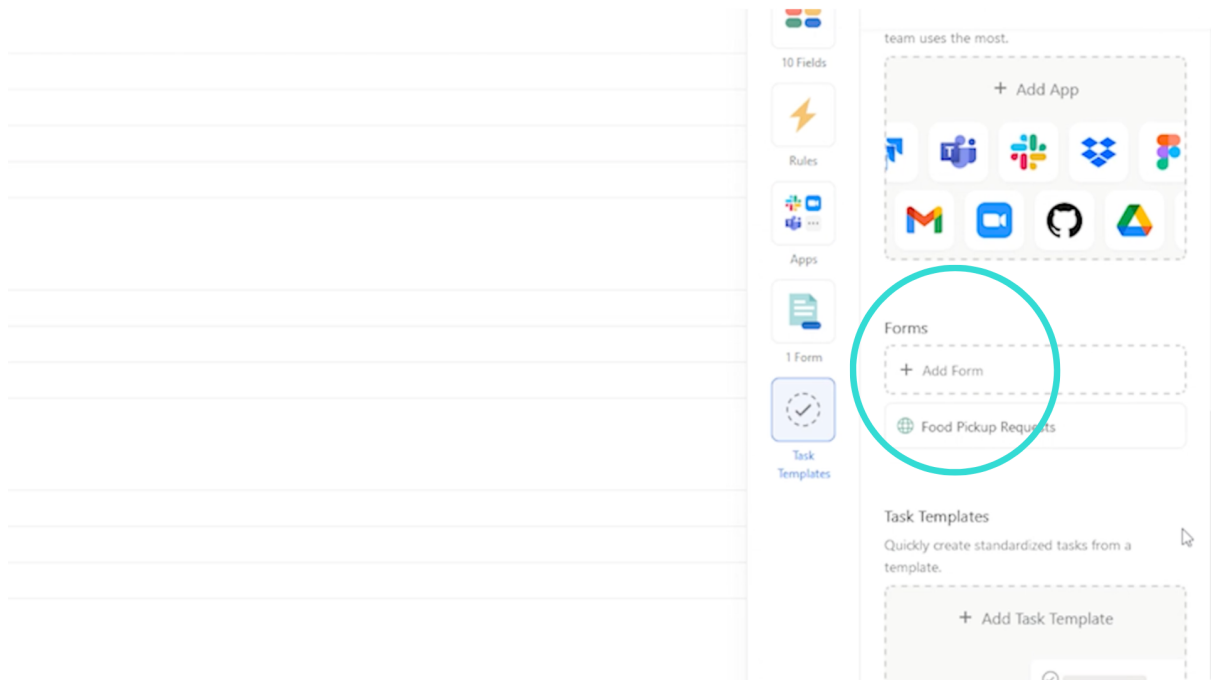 10 Fields
Rules
Apps
1 Form
Task
Templates
team uses the most.
+ Add App
T
Forms
+ Add Form
Food Pickup Requests
Task Templates
Quickly create standardized tasks from a
template.
+ Add Task Template